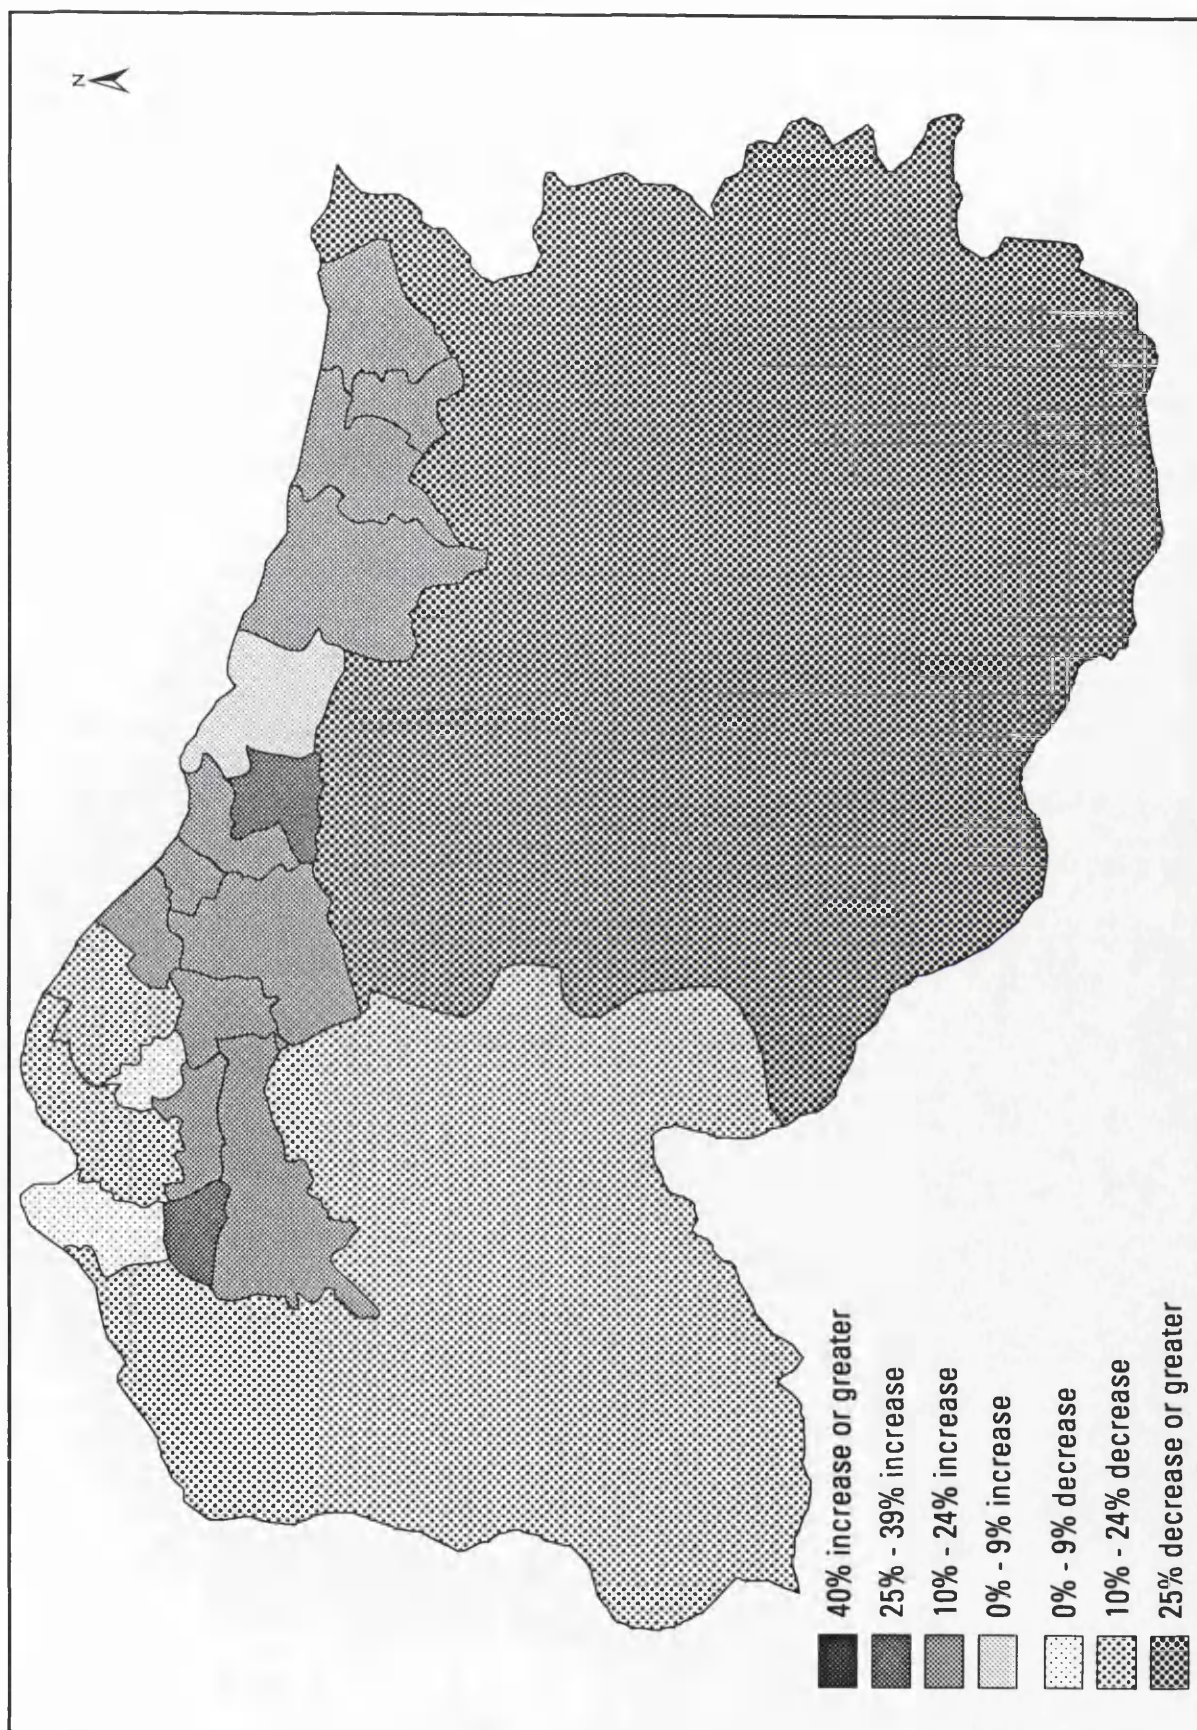 N
40% increase or greater
25% - 39% increase
10% - 24% increase
0% - 9% increase
0% - 9% decrease
10% - 24% decrease
25% decrease or greater